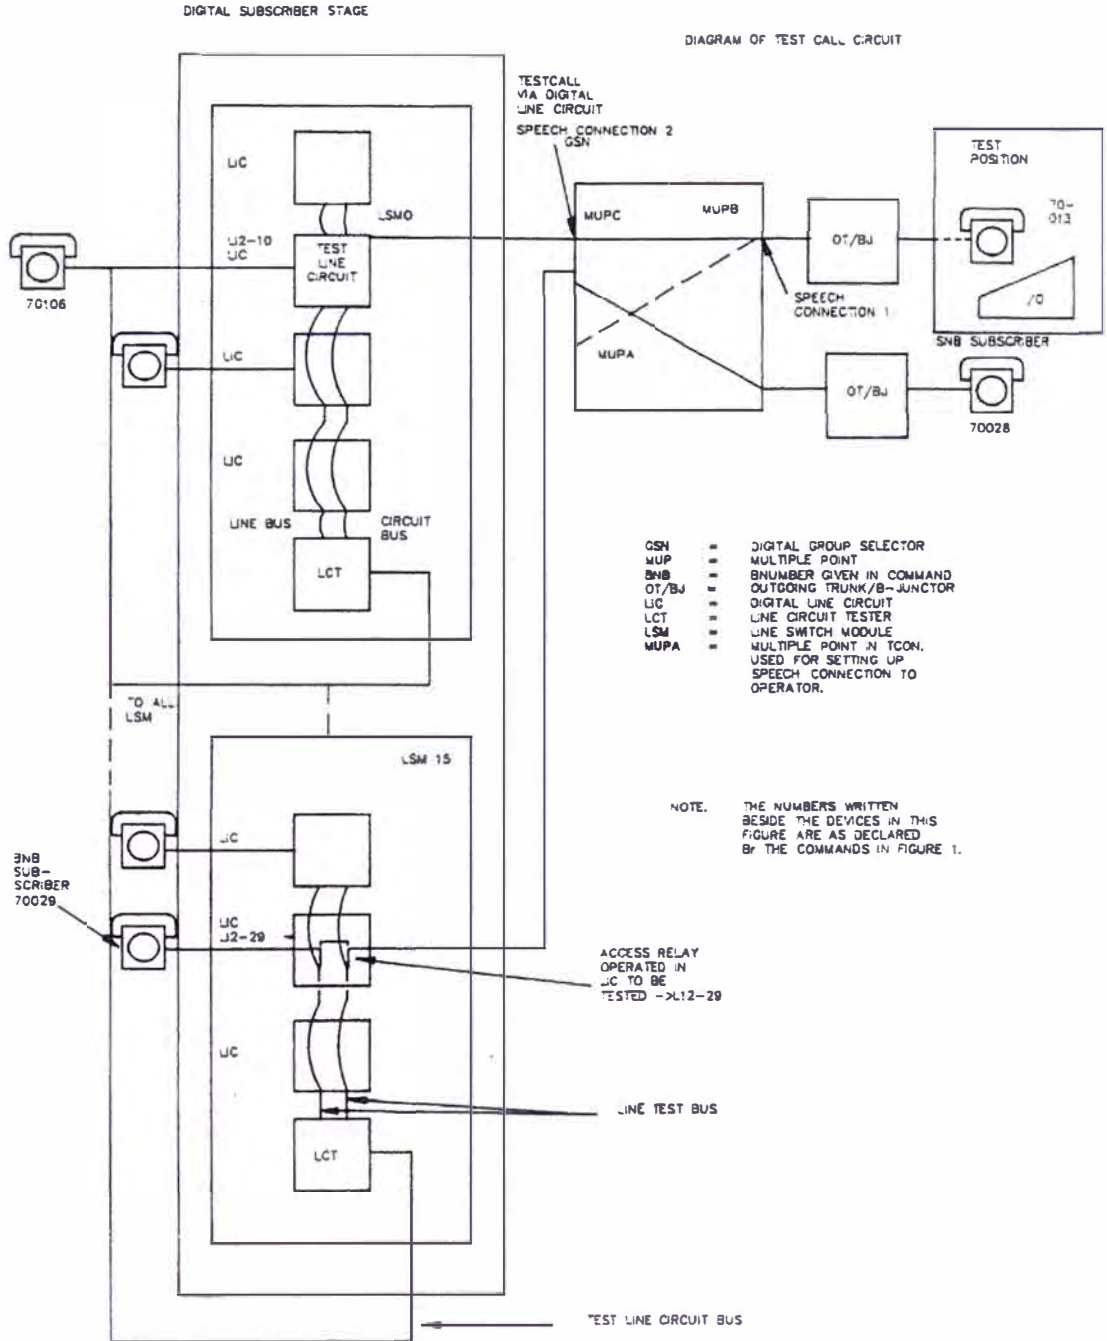 DIGITAL SUBSCRIBER STAGE
DIAGRAM OF TEST CALL CIRCUIT
TESTCALL
VIA DIGITAL
LINE CIRCUIT
SPEECH CONNECTION 2
GSN
TEST
POSITION
LIC
LSM0
MUPC
MUPB
OT/BJ
70-
013
LI2-10
LIC
TEST
LINE
CIRCUIT
70106
SPEECH
CONNECTION 1
/0
SNB SUBSCRIBER
LIC
MUPA
OT/BJ
70028
LIC
LINE BUS
CIRCUIT
BUS
LCT
GSN = DIGITAL GROUP SELECTOR
MUP = MULTIPLE POINT
BNB = BNUMBER GIVEN IN COMMAND
OT/BJ = OUTGOING TRUNK/B-JUNCTOR
LIC = DIGITAL LINE CIRCUIT
LCT = LINE CIRCUIT TESTER
LSM = LINE SWITCH MODULE
MUPA = MULTIPLE POINT IN TCON.
USED FOR SETTING UP
SPEECH CONNECTION TO
OPERATOR.
TO ALL
LSM
LSM 15
NOTE. THE NUMBERS WRITTEN
BESIDE THE DEVICES IN THIS
FIGURE ARE AS DECLARED
BY THE COMMANDS IN FIGURE 1.
LIC
BNB
SUB-
SCRIBER
70029
LIC
LI2-29
ACCESS RELAY
OPERATED IN
LIC TO BE
TESTED ->L12-29
LIC
LINE TEST BUS
LCT
TEST LINE CIRCUIT BUS